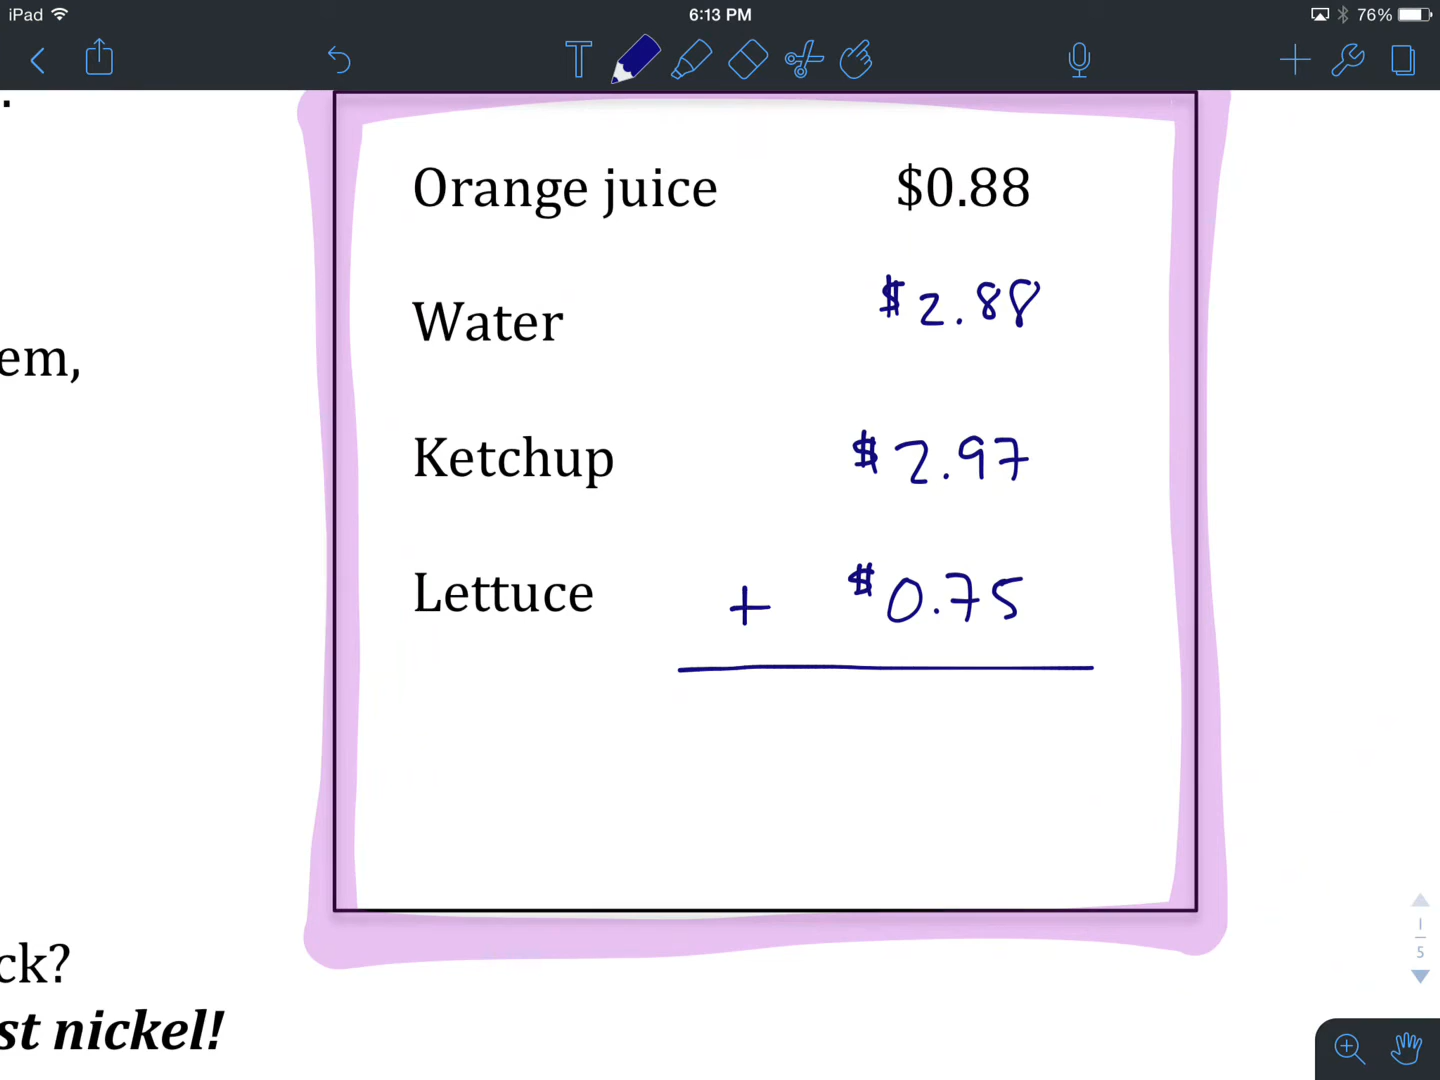 iPad 6:13 PM 76%
T
.
Orange juice $0.88
Water $2.88
em,
Ketchup $2.97
Lettuce + $0.75
1
5
ck?
st nickel!